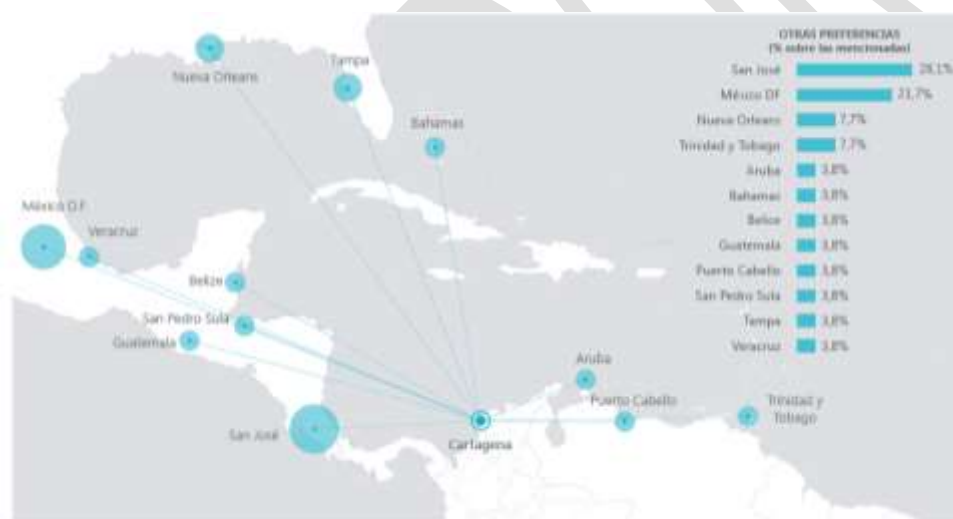 OTRAS PREFERENCIAS
(% sobre las mencionadas)
San José 28,1%
México DF 21,7%
Nueva Orleans 7,7%
Trinidad y Tobago 7,7%
Aruba 3,8%
Bahamas 3,8%
Belice 3,8%
Guatemala 3,8%
Puerto Cabello 3,8%
San Pedro Sula 3,8%
Tampa 3,8%
Veracruz 3,8%
Nueva Orleans
Tampa
Bahamas
México D.F.
Veracruz
Belize
San Pedro Sula
Guatemala
San José
Cartagena
Aruba
Puerto Cabello
Trinidad y
Tobago